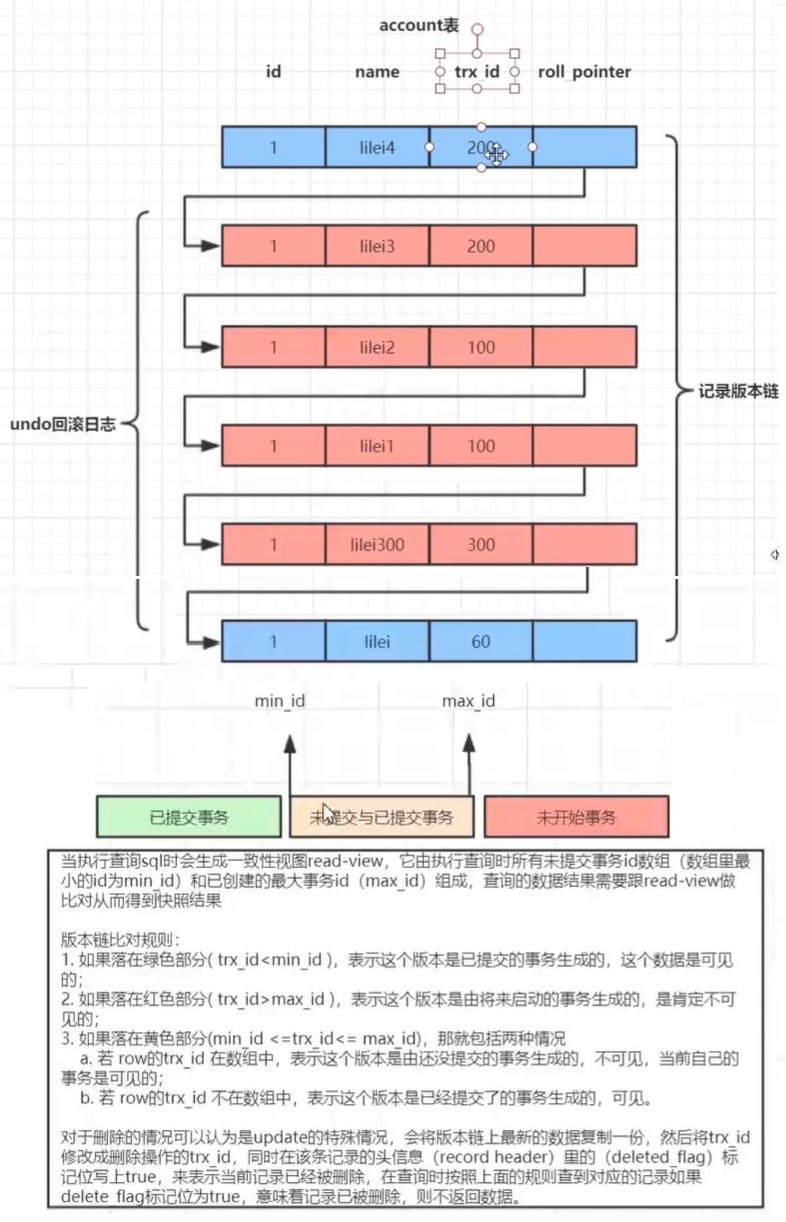 account表
id name trx_id roll_pointer
1 lilei4 200
1 lilei3 200
1 lilei2 100
记录版本链
undo回滚日志
1 lilei1 100
1 lilei300 300
1 lilei 60
min_id max_id
已提交事务 未提交与已提交事务 未开始事务
当执行查询sql时会生成一致性视图read-view，它由执行查询时所有未提交事务id数组（数组里最
小的id为min_id）和已创建的最大事务id（max_id）组成，查询的数据结果需要跟read-view做
比对从而得到快照结果
版本链比对规则：
1. 如果落在绿色部分( trx_id<min_id )，表示这个版本是已提交的事务生成的，这个数据是可见
的；
2. 如果落在红色部分( trx_id>max_id )，表示这个版本是由将来启动的事务生成的，是肯定不可
见的；
3. 如果落在黄色部分(min_id <=trx_id<= max_id)，那就包括两种情况
a. 若 row的trx_id 在数组中，表示这个版本是由还没提交的事务生成的，不可见，当前自己的
事务是可见的；
b. 若 row的trx_id 不在数组中，表示这个版本是已经提交了的事务生成的，可见。
对于删除的情况可以认为是update的特殊情况，会将版本链上最新的数据复制一份，然后将trx_id
修改成删除操作的trx_id，同时在该条记录的头信息（record header）里的（deleted_flag）标
记位写上true，来表示当前记录已经被删除，在查询时按照上面的规则查到对应的记录如果
delete_flag标记位为true，意味着记录已被删除，则不返回数据。